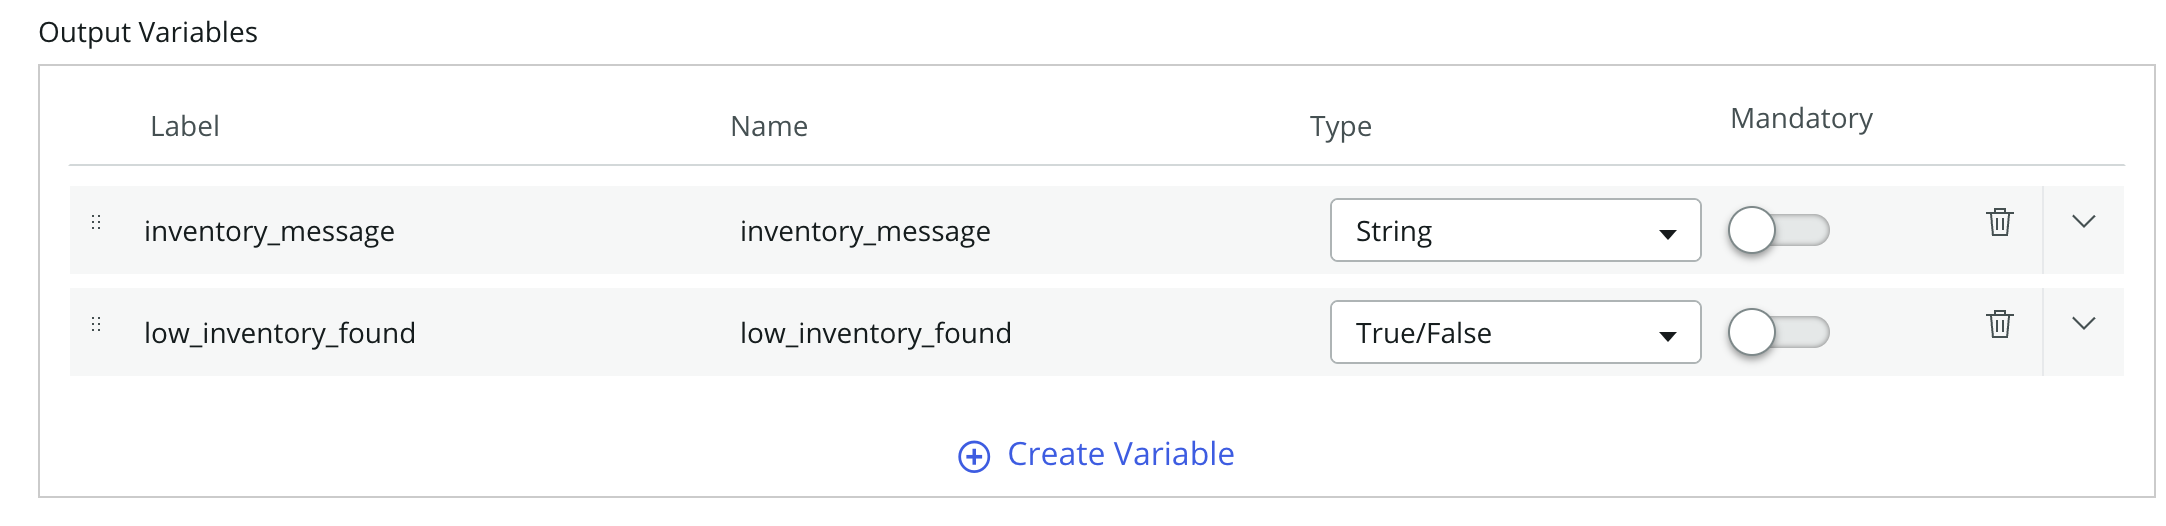 Output Variables
Label Name Type Mandatory
inventory_message inventory_message String
low_inventory_found low_inventory_found True/False
Create Variable